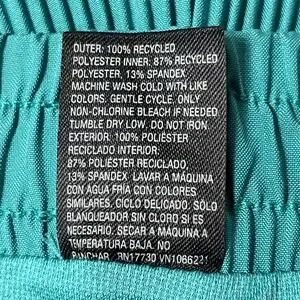 OUTER: 100% RECYCLED
POLYESTER INNER: 87% RECYCLED
POLYESTER, 13% SPANDEX
MACHINE WASH COLD WITH LIKE
COLORS. GENTLE CYCLE. ONLY
NON-CHLORINE BLEACH IF NEEDED
TUMBLE DRY LOW. DO NOT IRON.
EXTERIOR: 100% POLIÉSTER
RECICLADO INTERIOR:
87% POLIÉSTER RECICLADO,
13% SPANDEX LAVAR A MÁQUINA
CON AGUA FRÍA CON COLORES
SIMILARES. CICLO DELICADO. SÓLO
BLANQUEADOR SIN CLORO SI ES
NECESARIO. SECAR A MÁQUINA A
TEMPERATURA BAJA. NO
PLANCHAR. RN17730